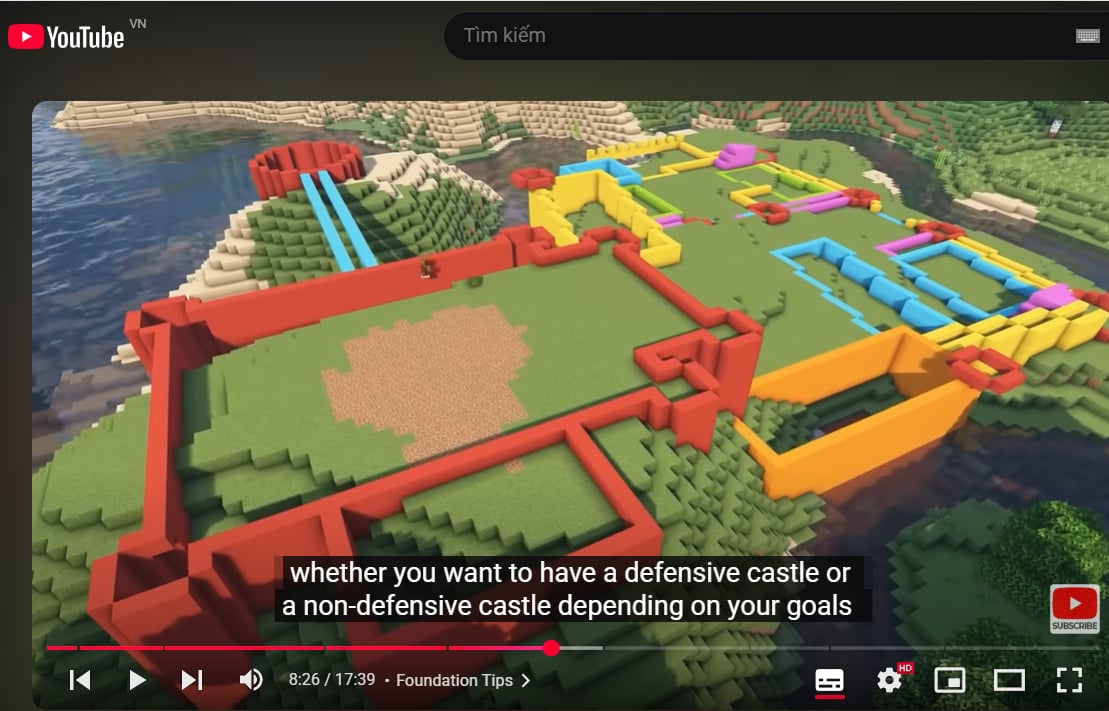 YouTube VN
Tìm kiếm
whether you want to have a defensive castle or
a non-defensive castle depending on your goals
SUBSCRIBE
8:26 / 17:39 • Foundation Tips
HD